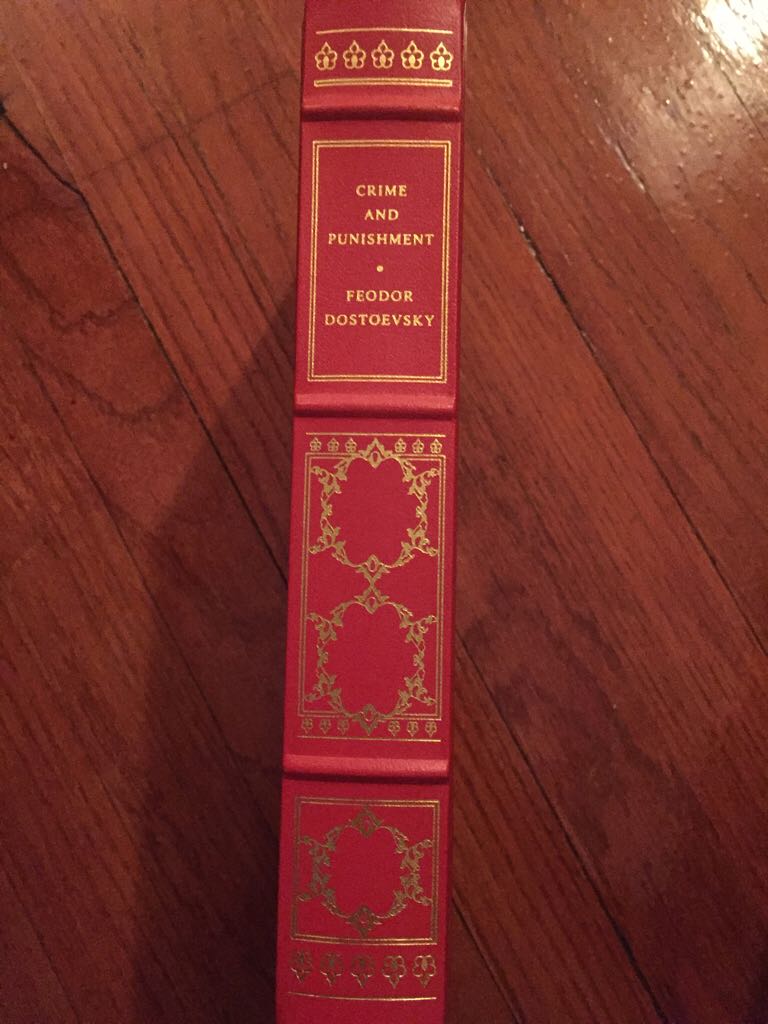 CRIME
AND
PUNISHMENT
•
FEODOR
DOSTOEVSKY